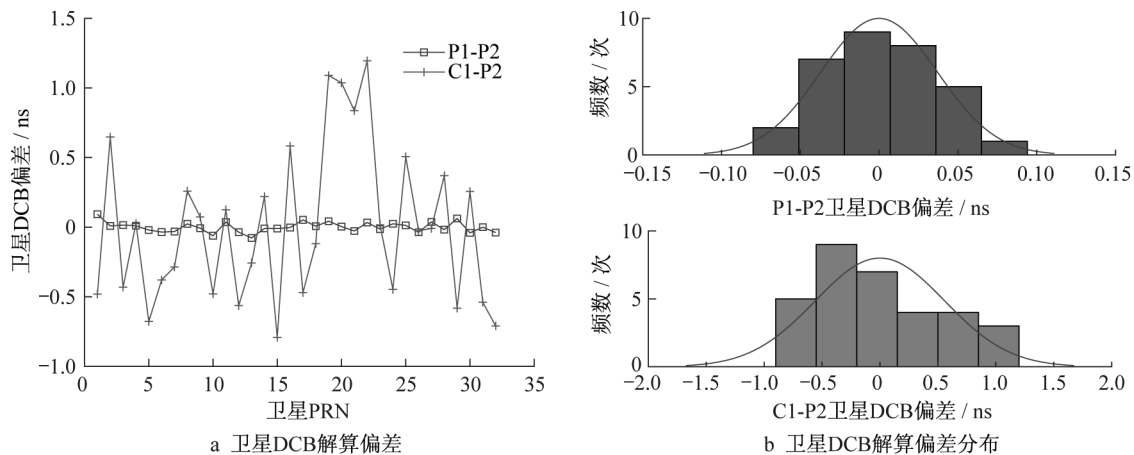 1.5
1.0
0.5
0
−0.5
−1.0
卫星DCB偏差 / ns
P1-P2
C1-P2
0 5 10 15 20 25 30 35
卫星PRN
a 卫星DCB解算偏差
10
5
0
频数 / 次
−0.15 −0.10 −0.05 0 0.05 0.10 0.15
P1-P2卫星DCB偏差 / ns
10
5
0
频数 / 次
−2.0 −1.5 −1.0 −0.5 0 0.5 1.0 1.5 2.0
C1-P2卫星DCB偏差 / ns
b 卫星DCB解算偏差分布